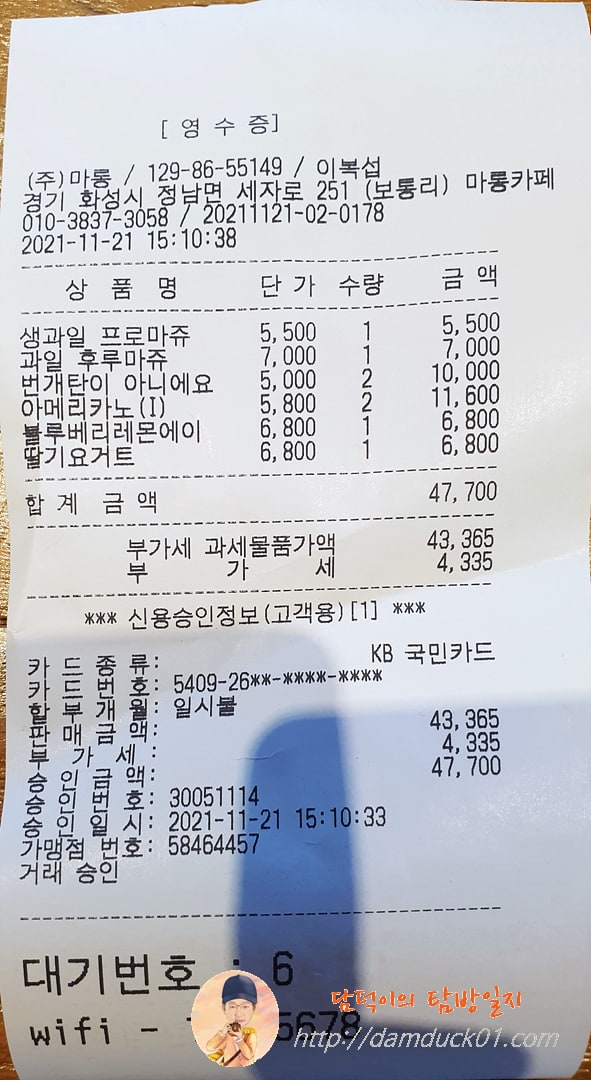 [ 영 수 증]
(주)마롱 / 129-86-55149 / 이복섭
경기 화성시 정남면 세자로 251 (보통리) 마롱카페
010-3837-3058 / 20211121-02-0178
2021-11-21 15:10:38
상 품 명 단 가 수량 금 액
생과일 프로마쥬 5,500 1 5,500
과일 후루마쥬 7,000 1 7,000
번개탄이 아니에요 5,000 2 10,000
아메리카노(I) 5,800 2 11,600
블루베리레몬에이 6,800 1 6,800
딸기요거트 6,800 1 6,800
합 계 금 액 47,700
부가세 과세물품가액 43,365
부 가 세 4,335
*** 신용승인정보(고객용)[1] ***
카 드 종 류: KB 국민카드
카 드 번 호: 5409-26**-****-****
할 부 개 월: 일시불
판 매 금 액: 43,365
부 가 세 : 4,335
승 인 금 액: 47,700
승 인 번 호: 30051114
승 인 일 시: 2021-11-21 15:10:33
가맹점 번호: 58464457
거래 승인
대기번호 : 6
담덕이의 탐방일지
wifi - 5678
http://damduck01.com